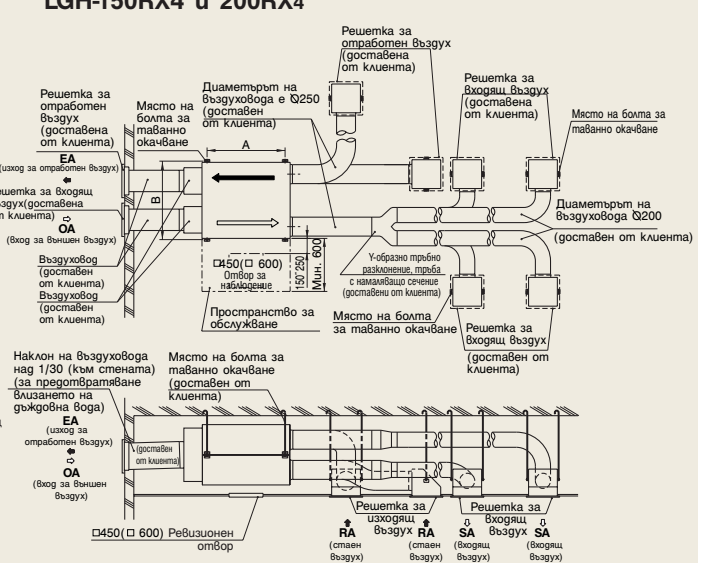 LGH-150RX4 и 200RX4
Решетка за
отработен въздух
(доставена
от клиента)
Решетка за
отработен
въздух
(доставена
от клиента)
Място на
болта за
таванно
окачване
Диаметърът на
въздуховода е Ø250
(доставен
от клиента)
Решетка за
входящ въздух
(доставена
от клиента)
Място на болта за
таванно окачване
A
B
EA
(изход за отработен въздух)
Решетка за входящ
въздух(доставена
от клиента)
OA
(вход за външен въздух)
Въздуховод
(доставен
от клиента)
Въздуховод
(доставен
от клиента)
Диаметърът на
въздуховода Ø200
(доставен от клиента)
□450(□ 600)
Отвор за
наблюдение
150~250
Мин. 600
Y-образно тръбно
разклонение, тръба
с намаляващо сечение
(доставени от клиента)
Пространство за
обслужване
Място на болта
за таванно окачване
Решетка за
входящ въздух
(доставена от
клиента)
Наклон на въздуховода
над 1/30 (към стената)
(за предотвратяване
влизането на
дъждовна вода)
Място на болта за
таванно окачване
(доставен от
клиента)
EA
(изход за
отработен въздух)
OA
(вход за външен
въздух)
(доставен
от клиента)
□450(□ 600) Ревизионен
отвор
Решетка за
изходящ
въздух
Решетка за
входящ
въздух
RA
(стаен
въздух)
RA
(стаен
въздух)
SA
(входящ
въздух)
SA
(входящ
въздух)